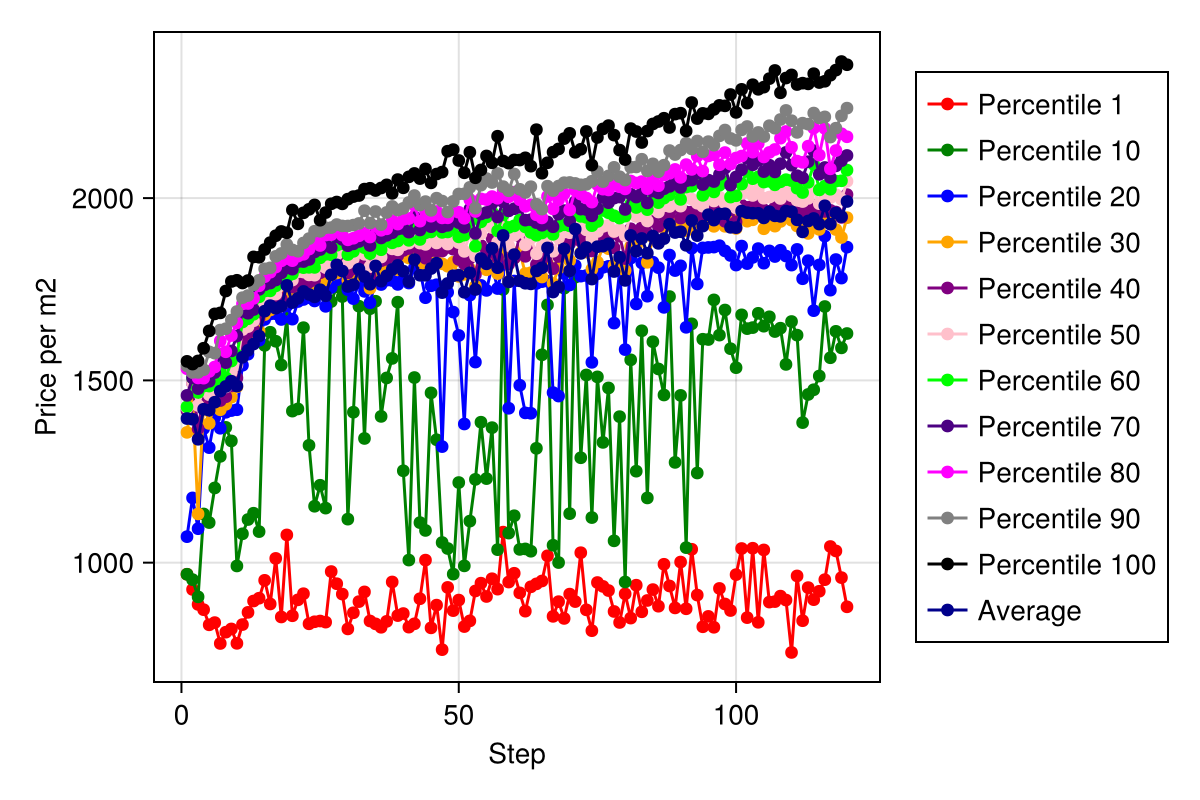 Price per m2
2000
1500
1000
0
50
100
Step
Percentile 1
Percentile 10
Percentile 20
Percentile 30
Percentile 40
Percentile 50
Percentile 60
Percentile 70
Percentile 80
Percentile 90
Percentile 100
Average